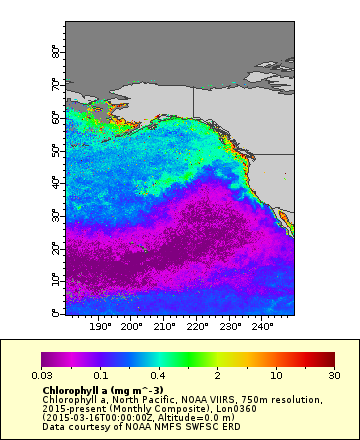 80°
70°
60°
50°
40°
30°
20°
10°
0°
190° 200° 210° 220° 230° 240°
0.03 0.1 0.4 2 10 30
Chlorophyll a (mg m^-3)
Chlorophyll a, North Pacific, NOAA VIIRS, 750m resolution,
2015-present (Monthly Composite), Lon0360
(2015-03-16T00:00:00Z, Altitude=0.0 m)
Data courtesy of NOAA NMFS SWFSC ERD